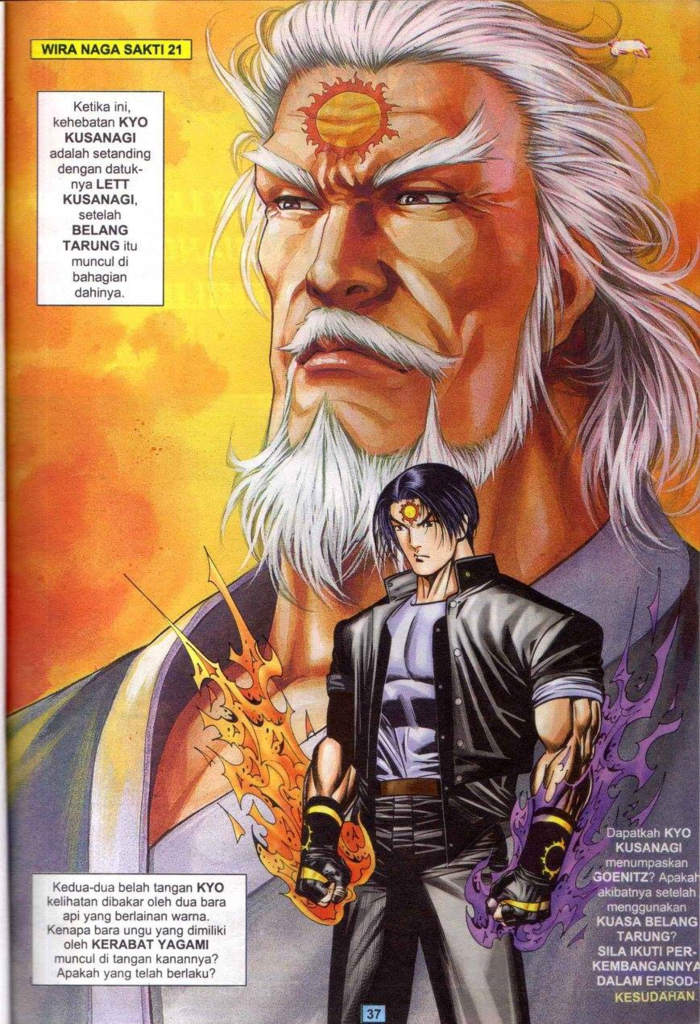 WIRA NAGA SAKTI 21
Ketika ini,
kehebatan KYO
KUSANAGI
adalah setanding
dengan datuk-
nya LETT
KUSANAGI,
setelah
BELANG
TARUNG itu
muncul di
bahagian
dahinya.
Kedua-dua belah tangan KYO
kelihatan dibakar oleh dua bara
api yang berlainan warna.
Kenapa bara ungu yang dimiliki
oleh KERABAT YAGAMI
muncul di tangan kanannya?
Apakah yang telah berlaku?
Dapatkah KYO
KUSANAGI
menumpaskan
GOENITZ? Apakah
akibatnya setelah
menggunakan
KUASA BELANG
TARUNG?
SILA IKUTI PER-
KEMBANGANNYA
DALAM EPISOD-
KESUDAHAN
37